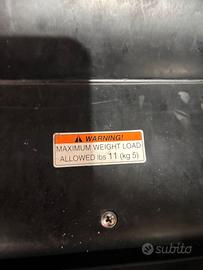 WARNING!
MAXIMUM WEIGHT LOAD
ALLOWED lbs 11 (kg 5)
subito